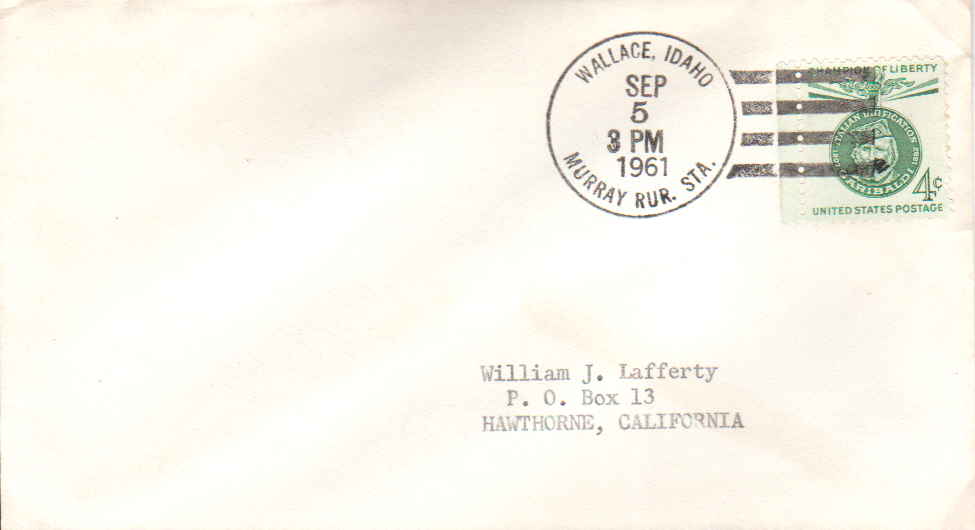 WALLACE, IDAHO
SEP
5
3 PM
1961
MURRAY RUR. STA.
CHAMPION OF LIBERTY
ITALIAN UNIFICATION
GARIBALDI
4¢
UNITED STATES POSTAGE
William J. Lafferty
P. O. Box 13
HAWTHORNE, CALIFORNIA